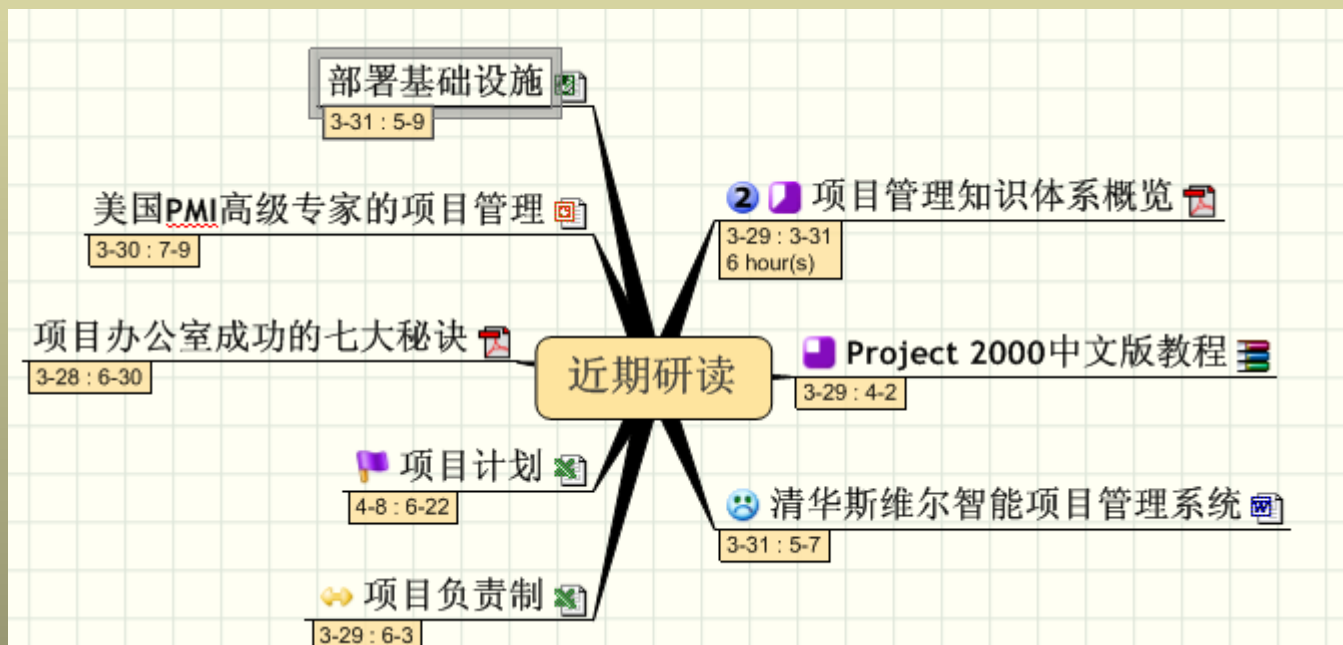 部署基础设施
3-31 : 5-9
美国PMI高级专家的项目管理
3-30 : 7-9
项目办公室成功的七大秘诀
3-28 : 6-30
项目计划
4-8 : 6-22
项目负责制
3-29 : 6-3
近期研读
2 项目管理知识体系概览
3-29 : 3-31
6 hour(s)
Project 2000中文版教程
3-29 : 4-2
清华斯维尔智能项目管理系统
3-31 : 5-7